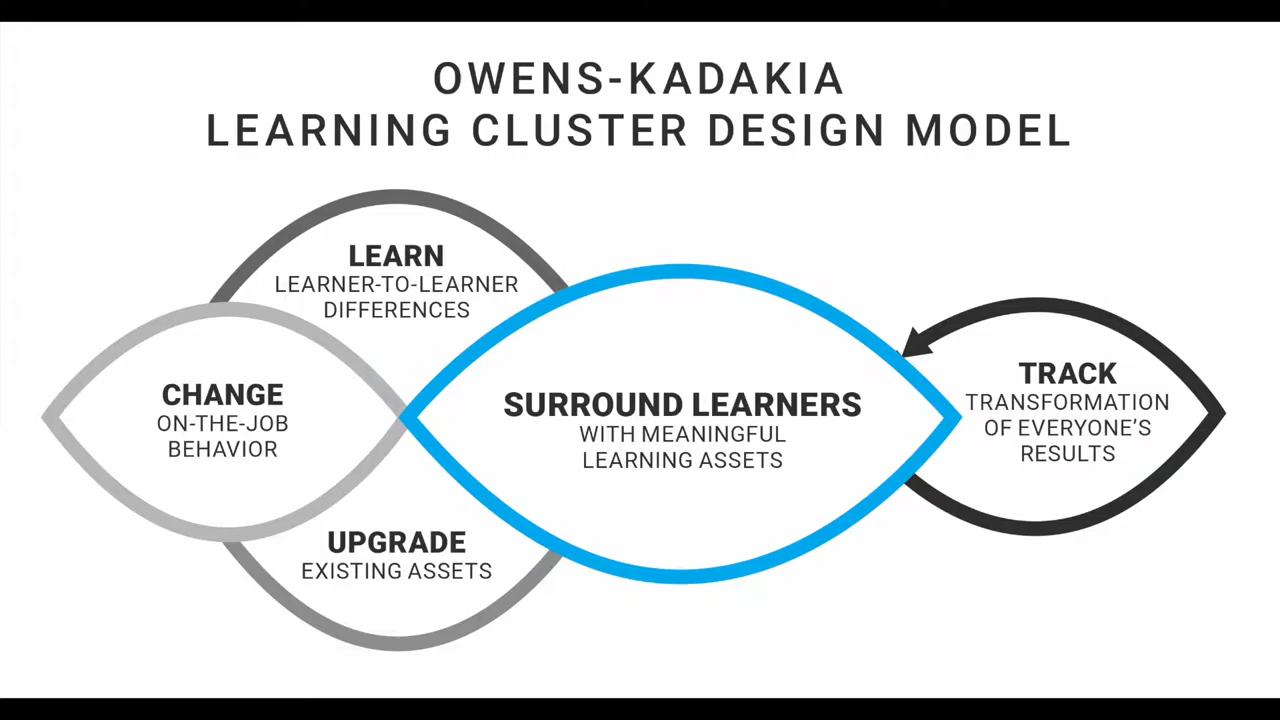 OWENS-KADAKIA
LEARNING CLUSTER DESIGN MODEL
LEARN
LEARNER-TO-LEARNER
DIFFERENCES
CHANGE
ON-THE-JOB
BEHAVIOR
SURROUND LEARNERS
WITH MEANINGFUL
LEARNING ASSETS
TRACK
TRANSFORMATION
OF EVERYONE'S
RESULTS
UPGRADE
EXISTING ASSETS